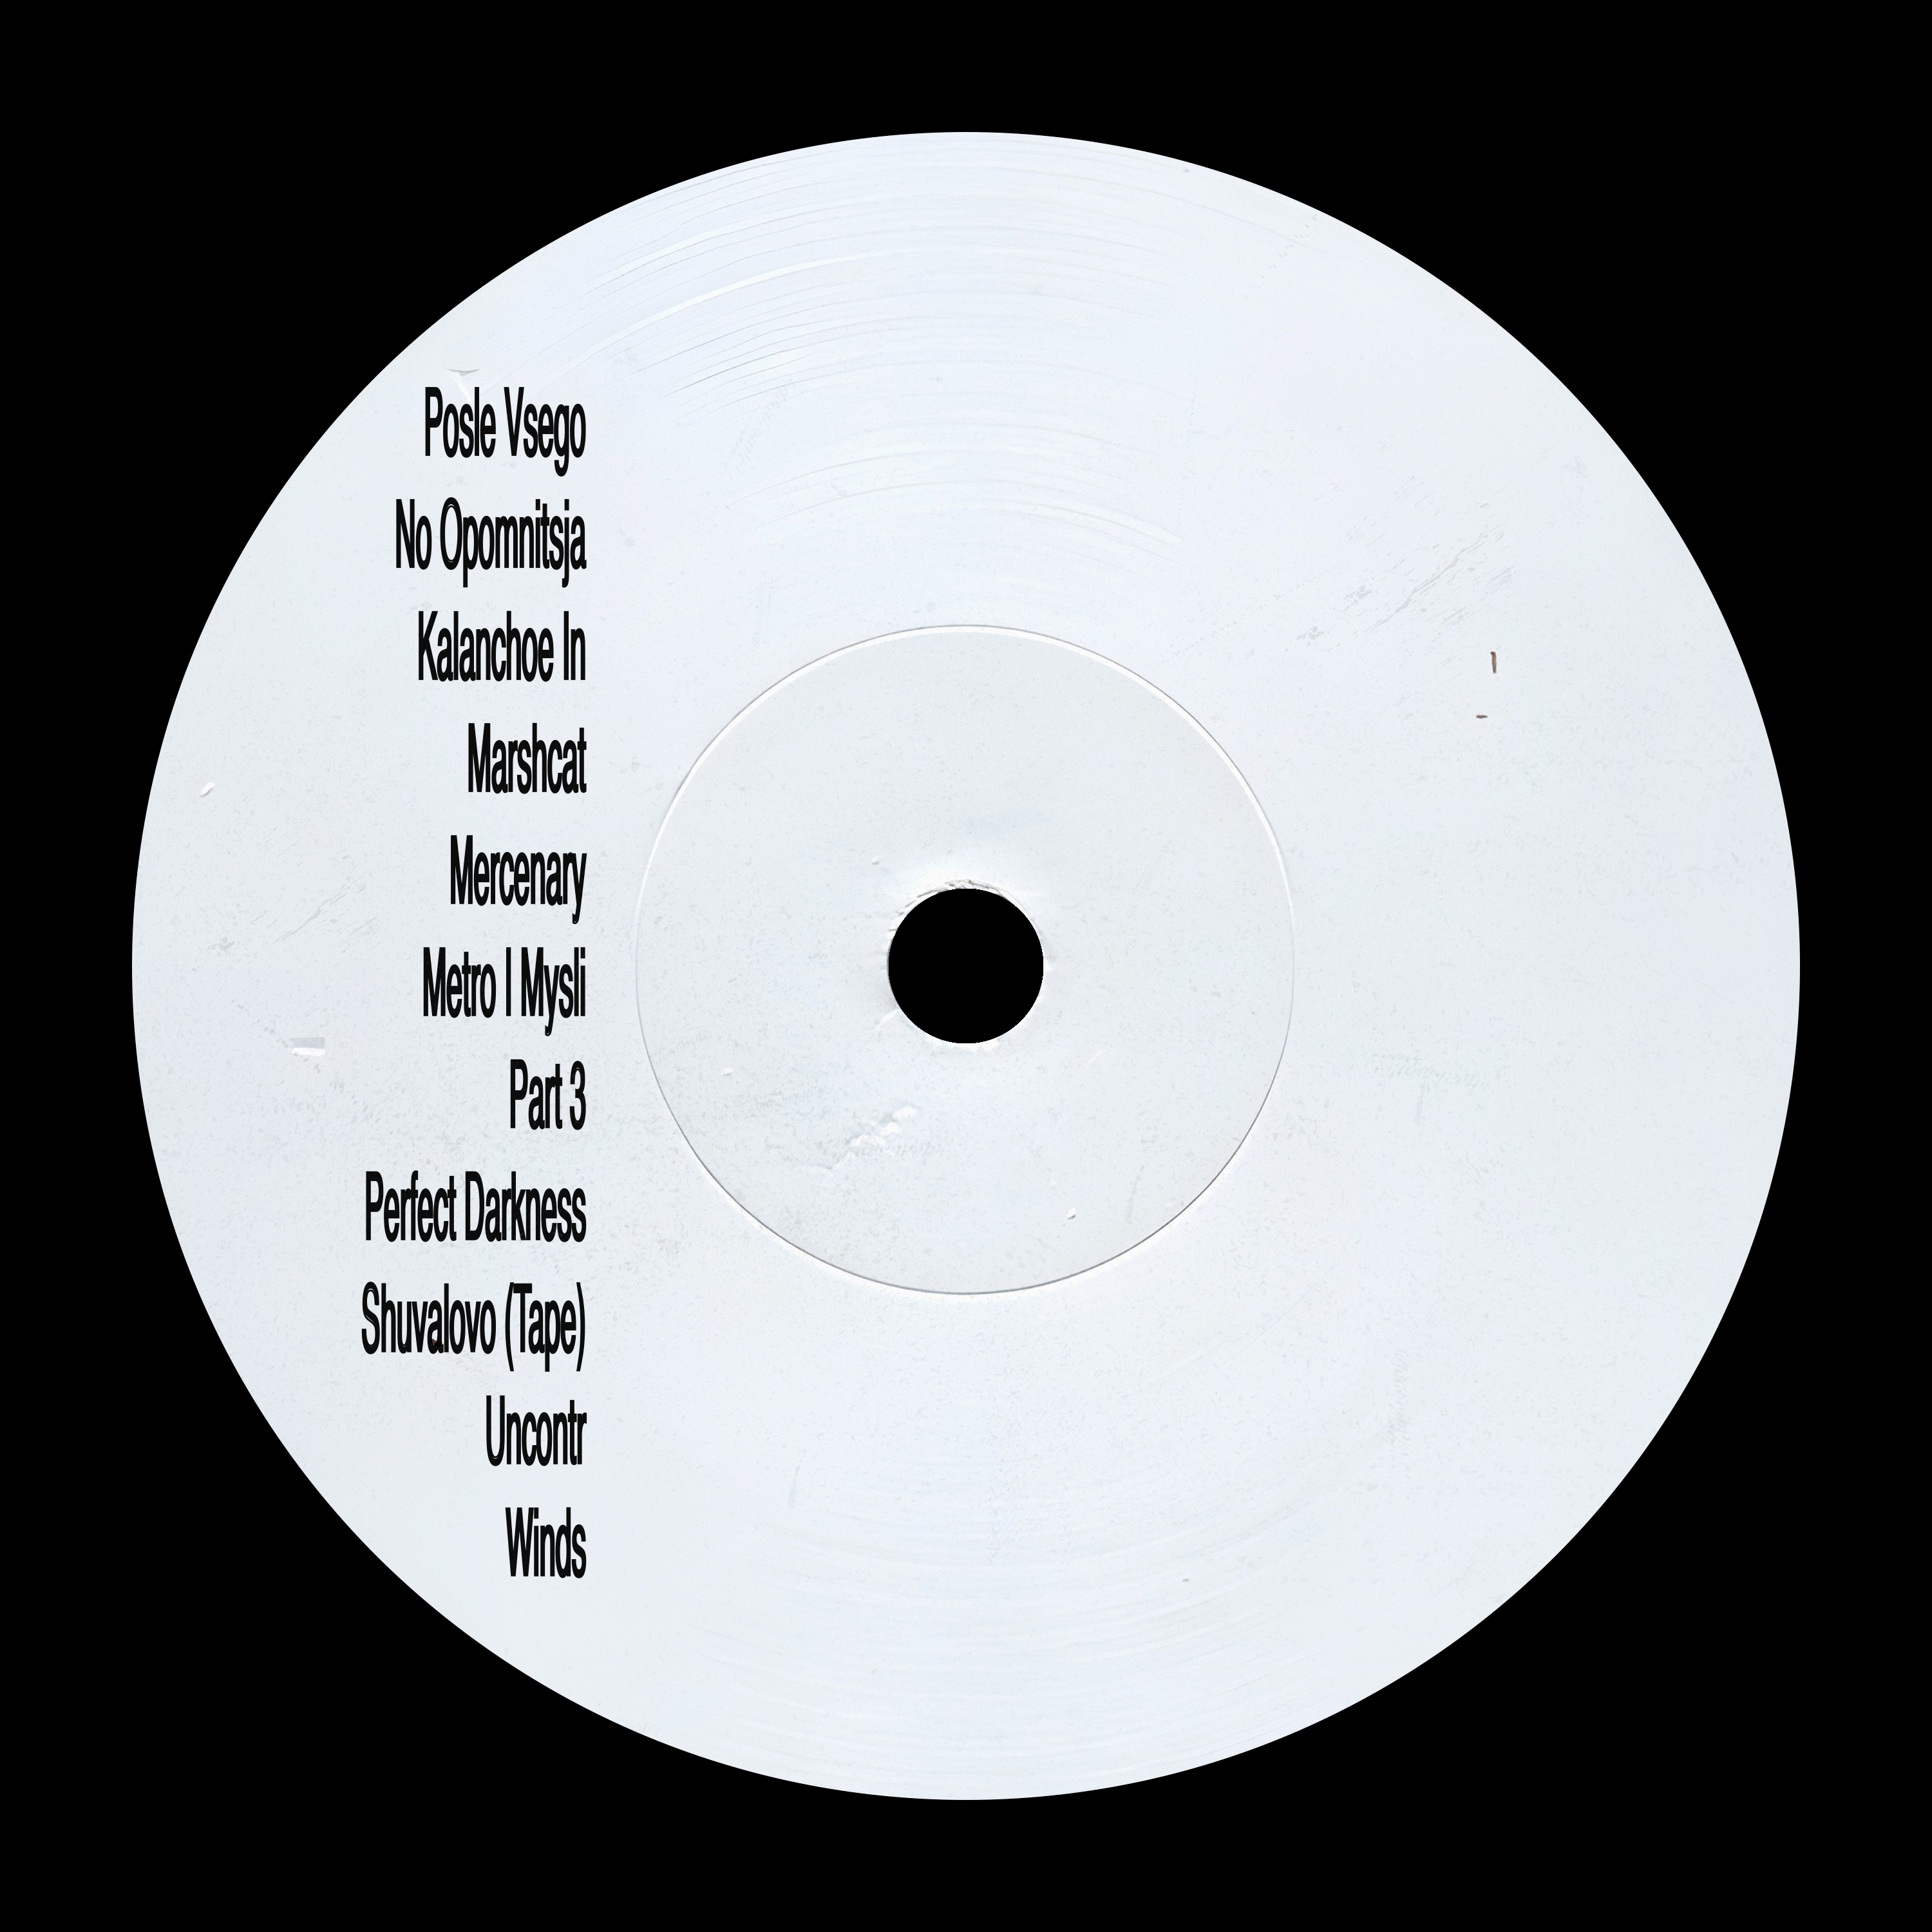 Posle Vsego
No Opomnitsja
Kalanchoe In
Marshcat
Mercenary
Metro I Mysli
Part 3
Perfect Darkness
Shuvalovo (Tape)
Uncontr
Winds